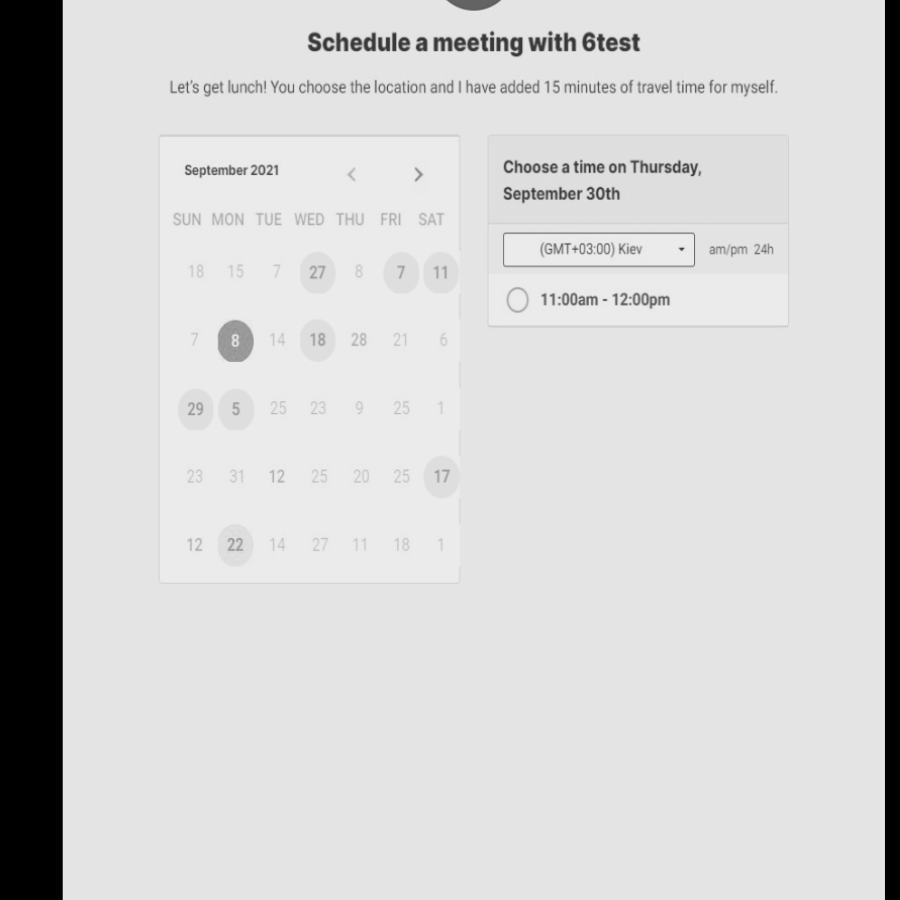 Schedule a meeting with 6test
Let's get lunch! You choose the location and I have added 15 minutes of travel time for myself.
September 2021
SUN MON TUE WED THU FRI SAT
18 15 7 27 8 7 11
7 8 14 18 28 21 6
29 5 25 23 9 25 1
23 31 12 25 20 25 17
12 22 14 27 11 18 1
Choose a time on Thursday,
September 30th
(GMT+03:00) Kiev am/pm 24h
11:00am - 12:00pm